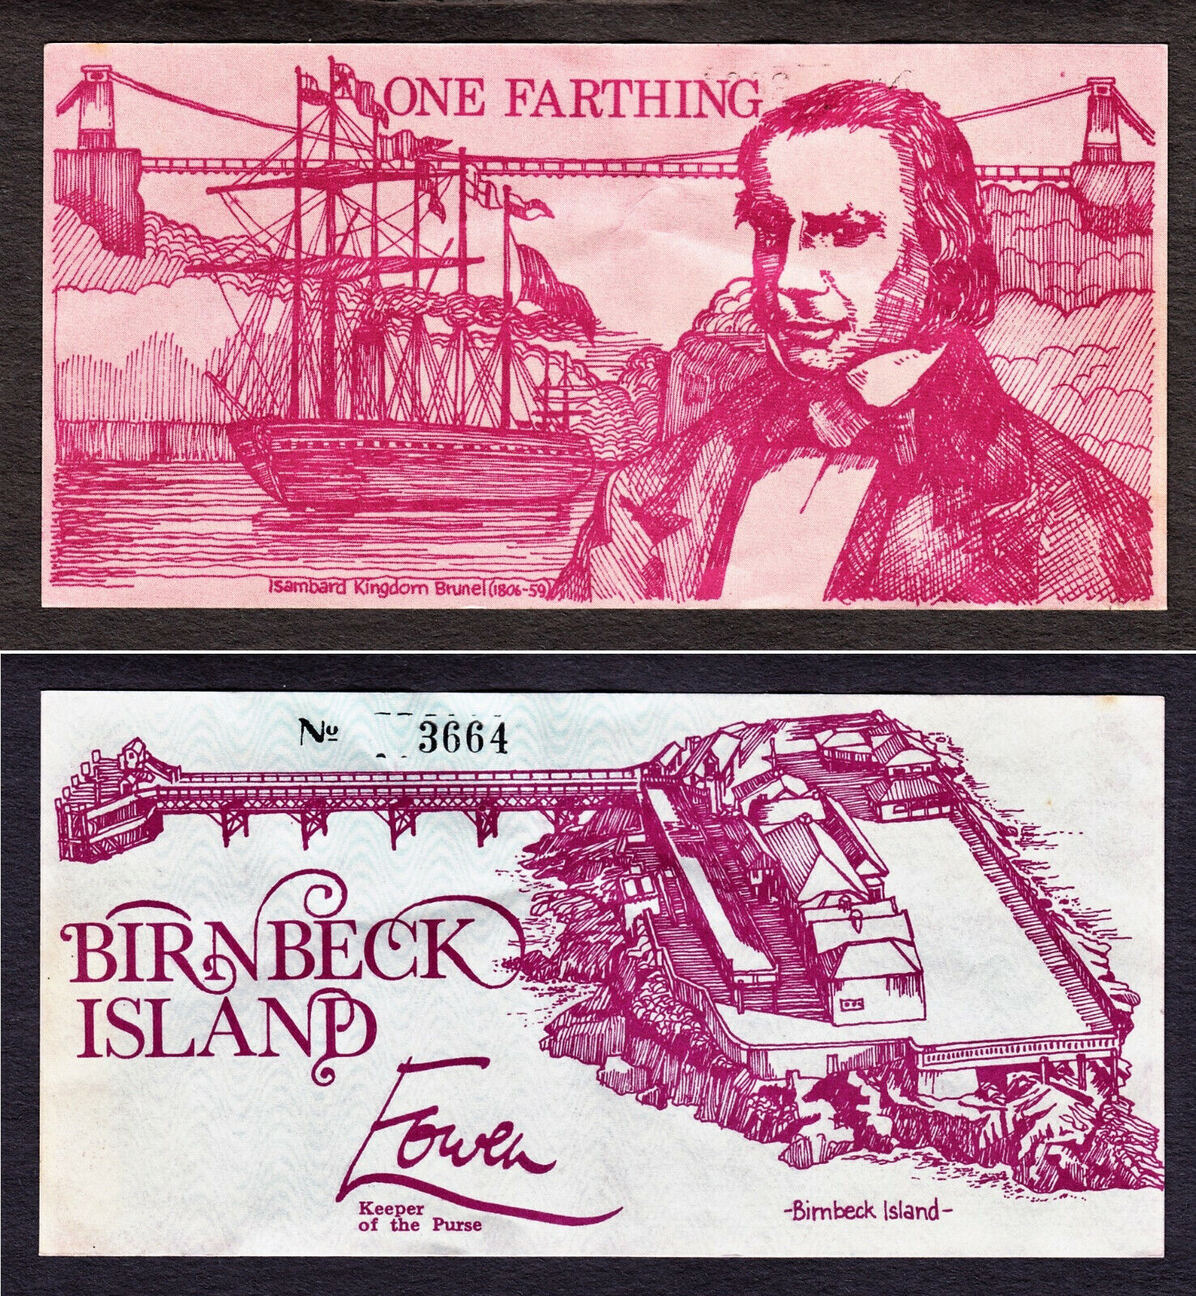 ONE FARTHING
Isambard Kingdom Brunel (1806-59)
Nº 3664
BIRNBECK
ISLAND
Keeper
of the Purse
-Birnbeck Island-